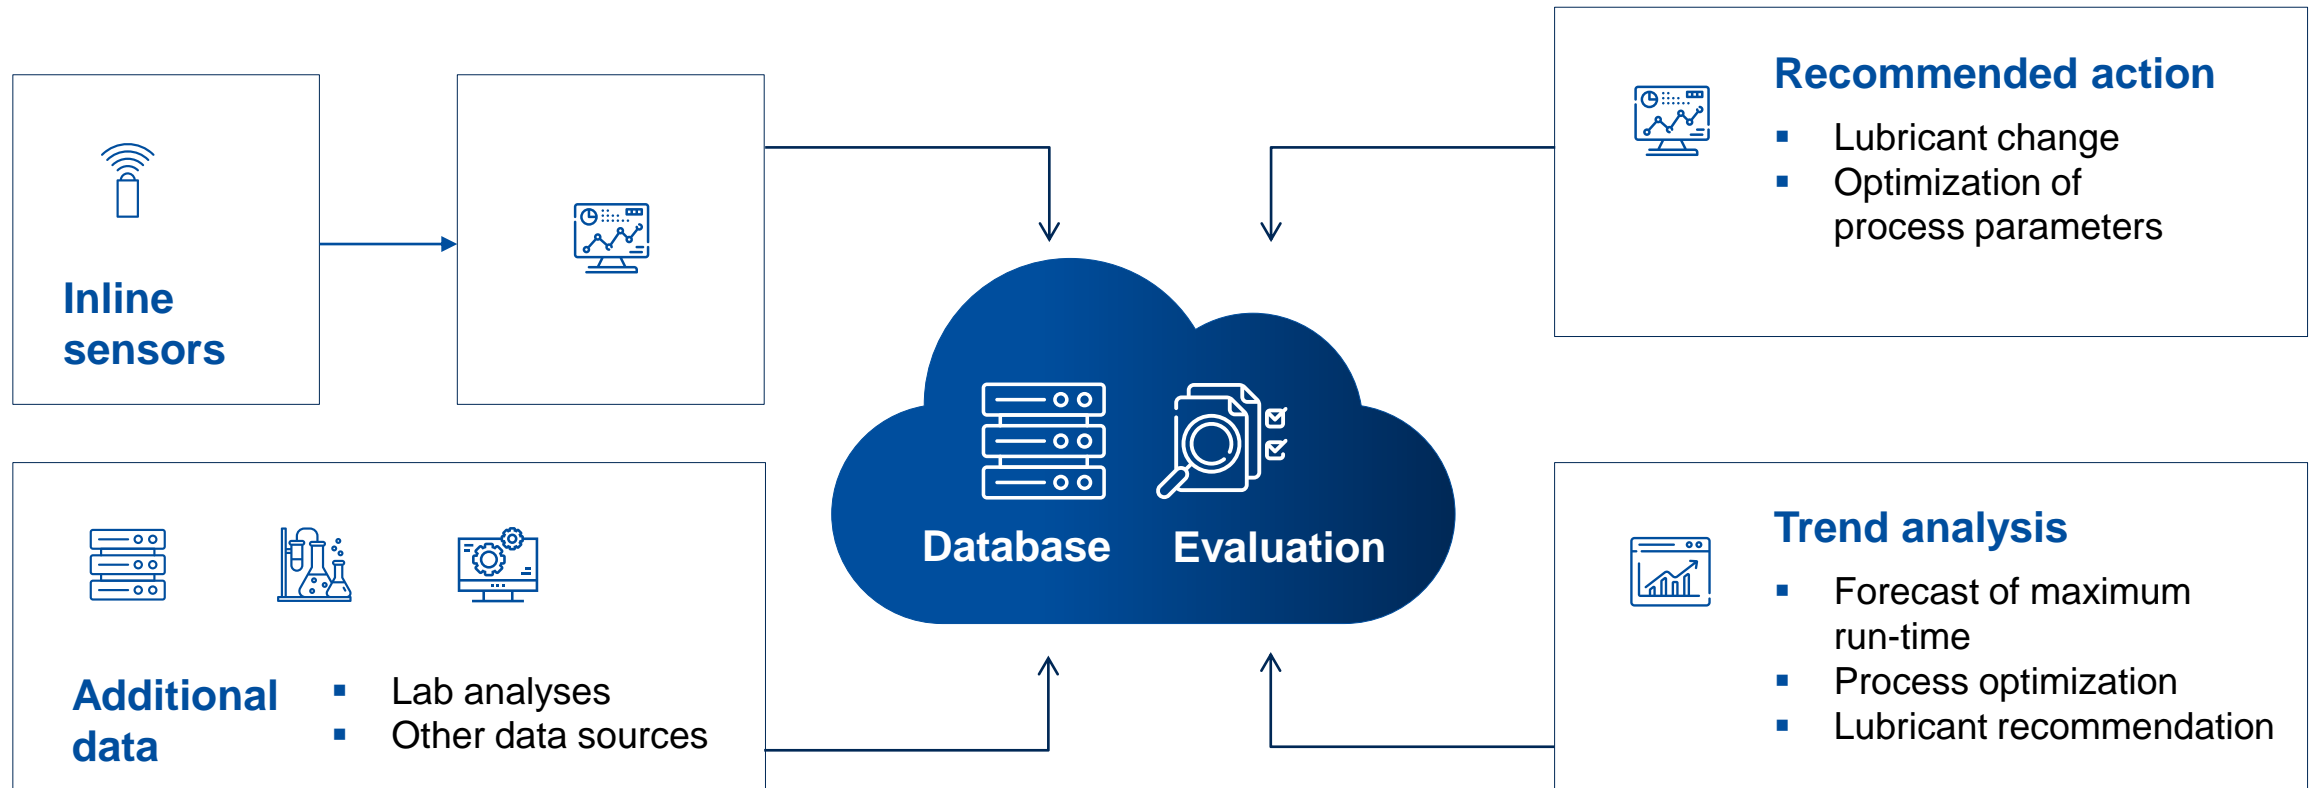 Inline
sensors
Additional
data
▪ Lab analyses
▪ Other data sources
Database
Evaluation
Recommended action
▪ Lubricant change
▪ Optimization of
process parameters
Trend analysis
▪ Forecast of maximum
run-time
▪ Process optimization
▪ Lubricant recommendation